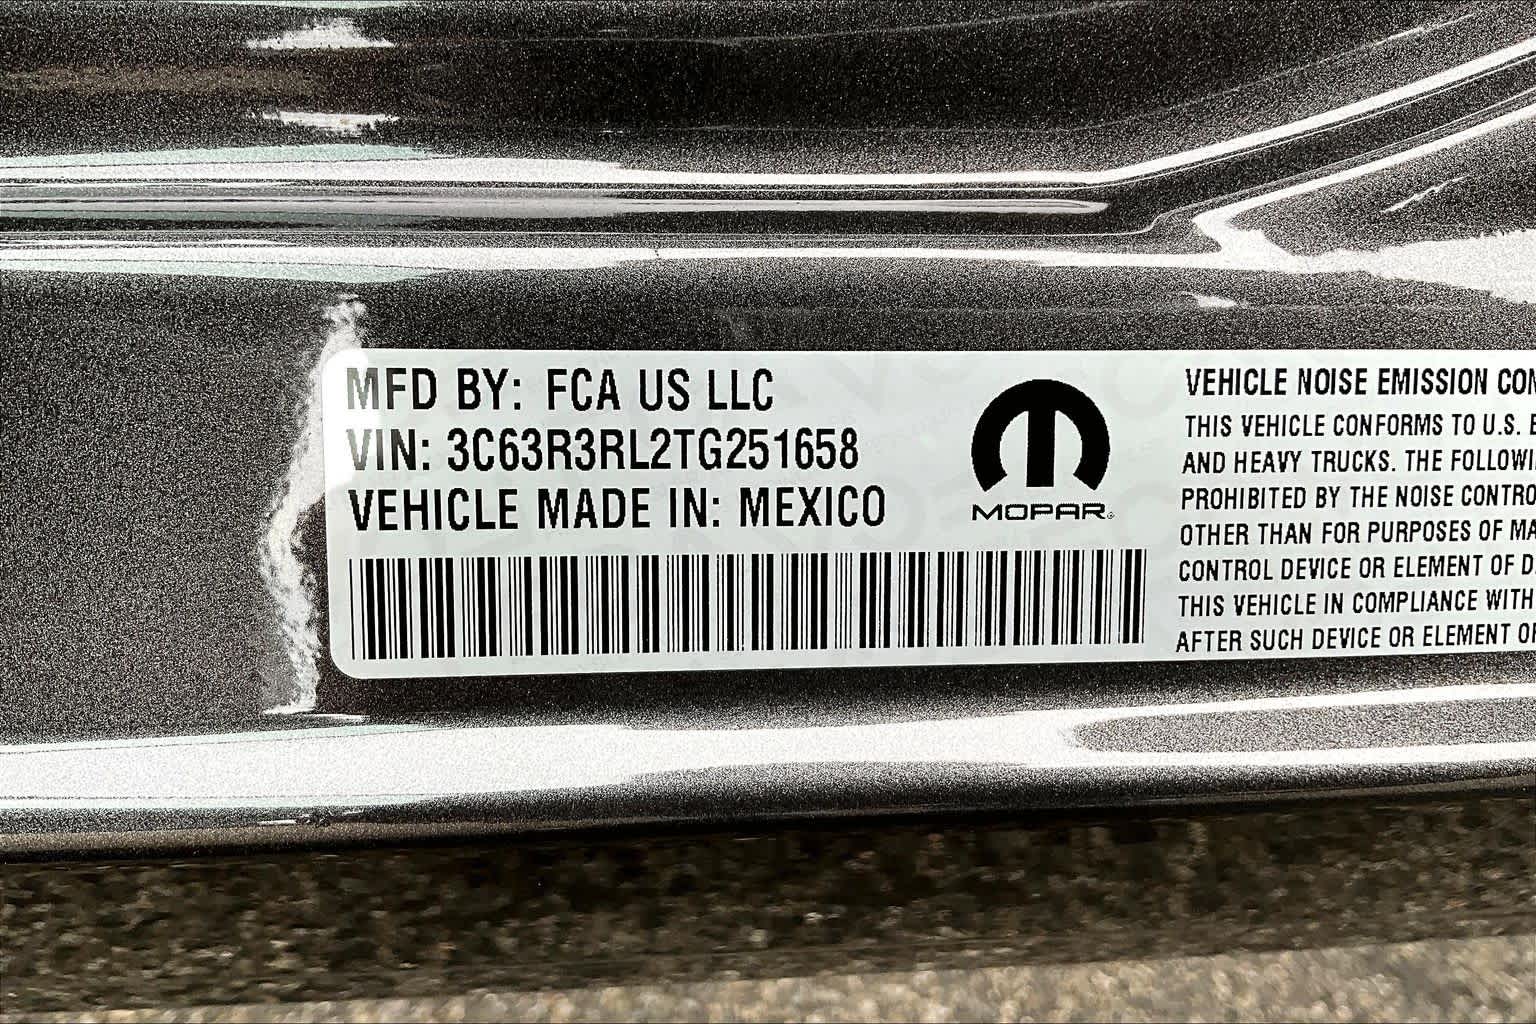 MFD BY: FCA US LLC
VIN: 3C63R3RL2TG251658
VEHICLE MADE IN: MEXICO
MOPAR
VEHICLE NOISE EMISSION
THIS VEHICLE CONFORMS TO U.S.
AND HEAVY TRUCKS. THE
PROHIBITED BY THE NOISE
OTHER THAN FOR PURPOSES OF
CONTROL DEVICE OR ELEMENT OF
THIS VEHICLE IN COMPLIANCE WITH
AFTER SUCH DEVICE OR ELEMENT